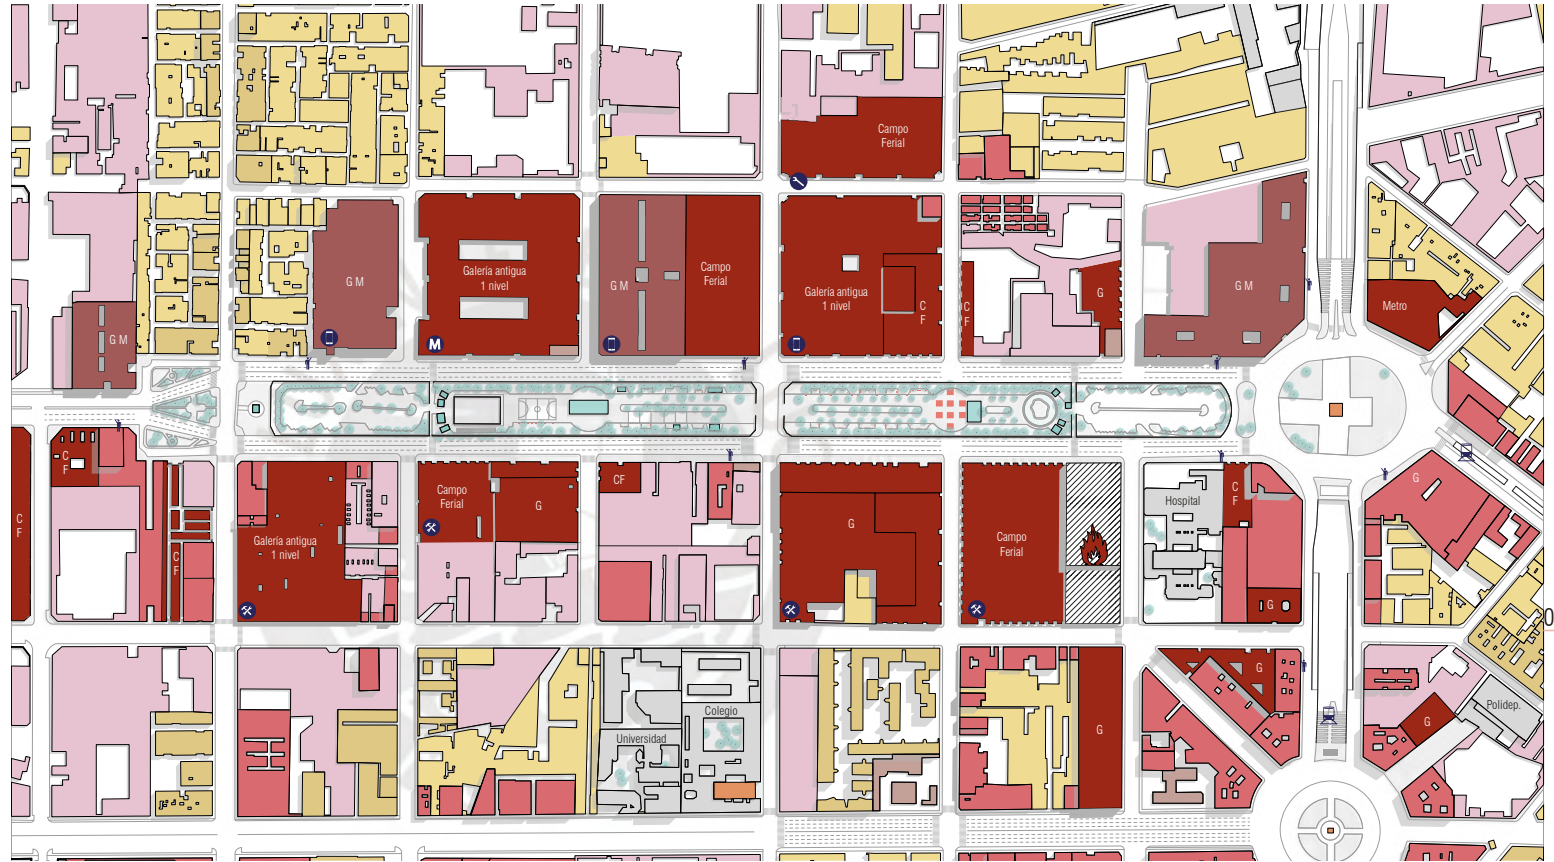 Campo
Ferial
G M
Galería antigua
1 nivel
G M
Campo
Ferial
Galería antigua
1 nivel
C
F
C
F
G
G M
Metro
G M
M
C
F
C
F
C
F
Galería antigua
1 nivel
Campo
Ferial
G
CF
G
Campo
Ferial
Hospital
C
F
G
G
G
Colegio
Universidad
G
G
Polidep.
0